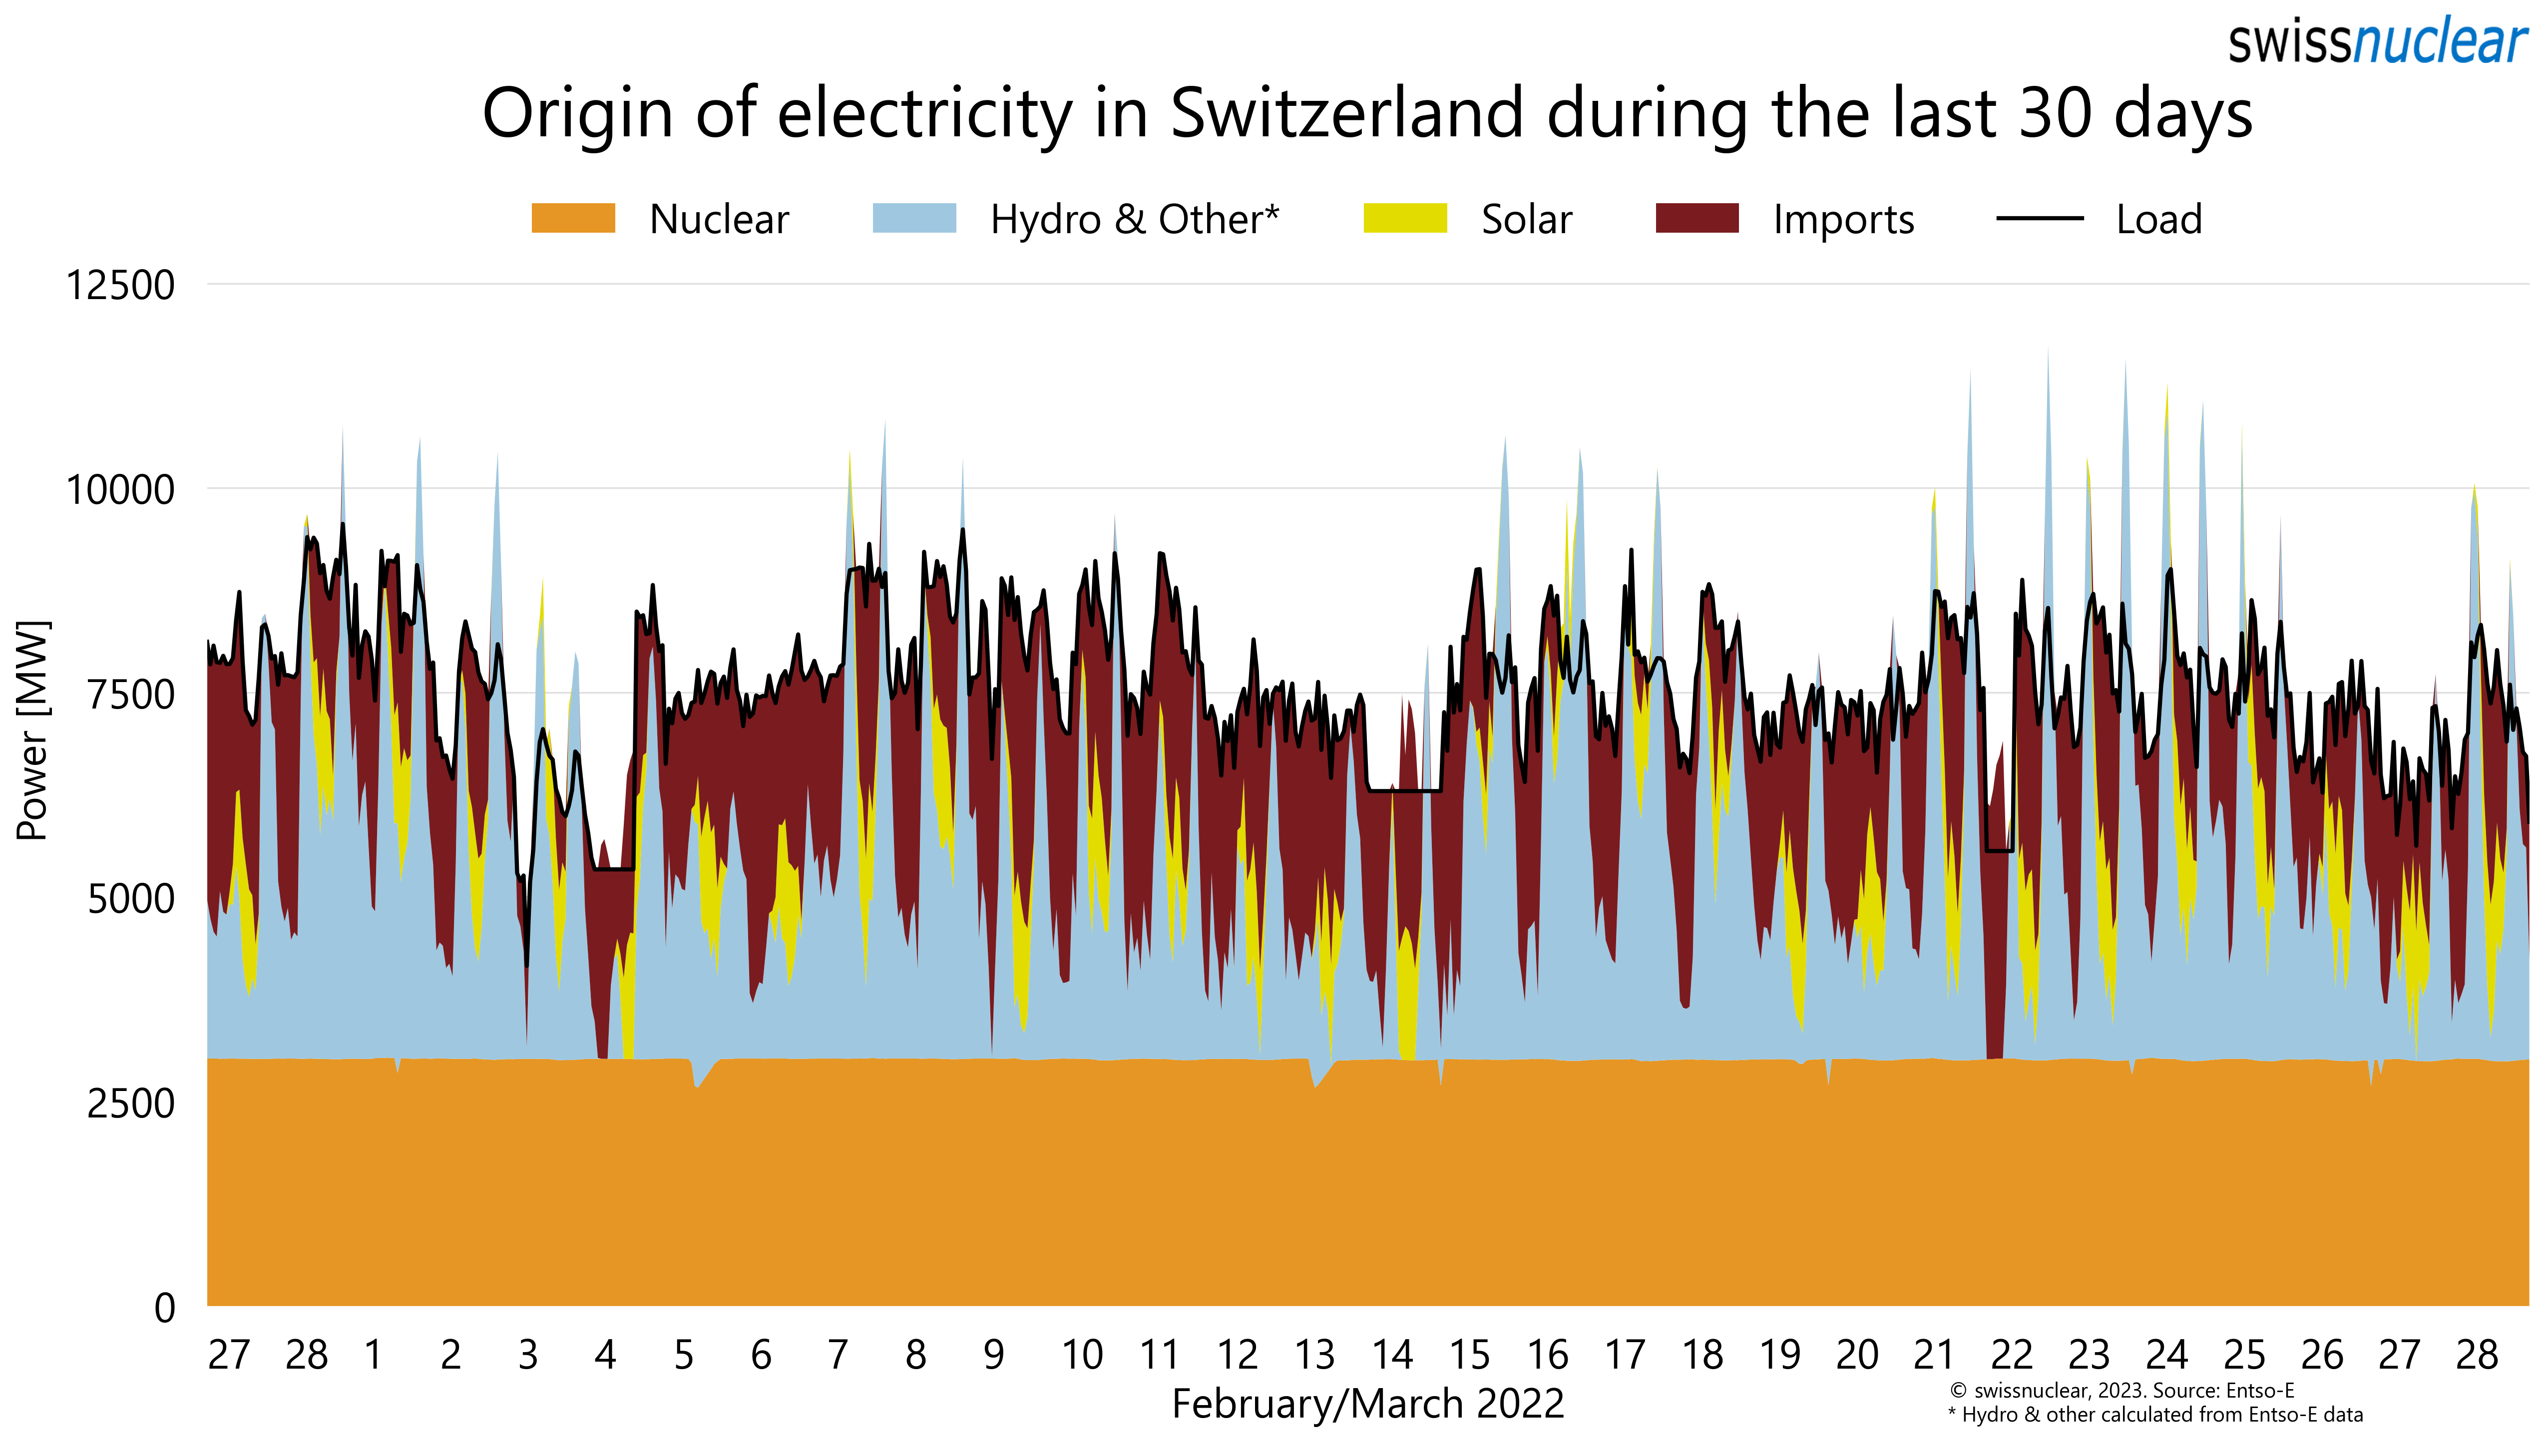 swissnuclear
Origin of electricity in Switzerland during the last 30 days
Nuclear Hydro & Other* Solar Imports Load
Power [MW]
12500
10000
7500
5000
2500
0
27 28 1 2 3 4 5 6 7 8 9 10 11 12 13 14 15 16 17 18 19 20 21 22 23 24 25 26 27 28
February/March 2022
© swissnuclear, 2023. Source: Entso-E
* Hydro & other calculated from Entso-E data